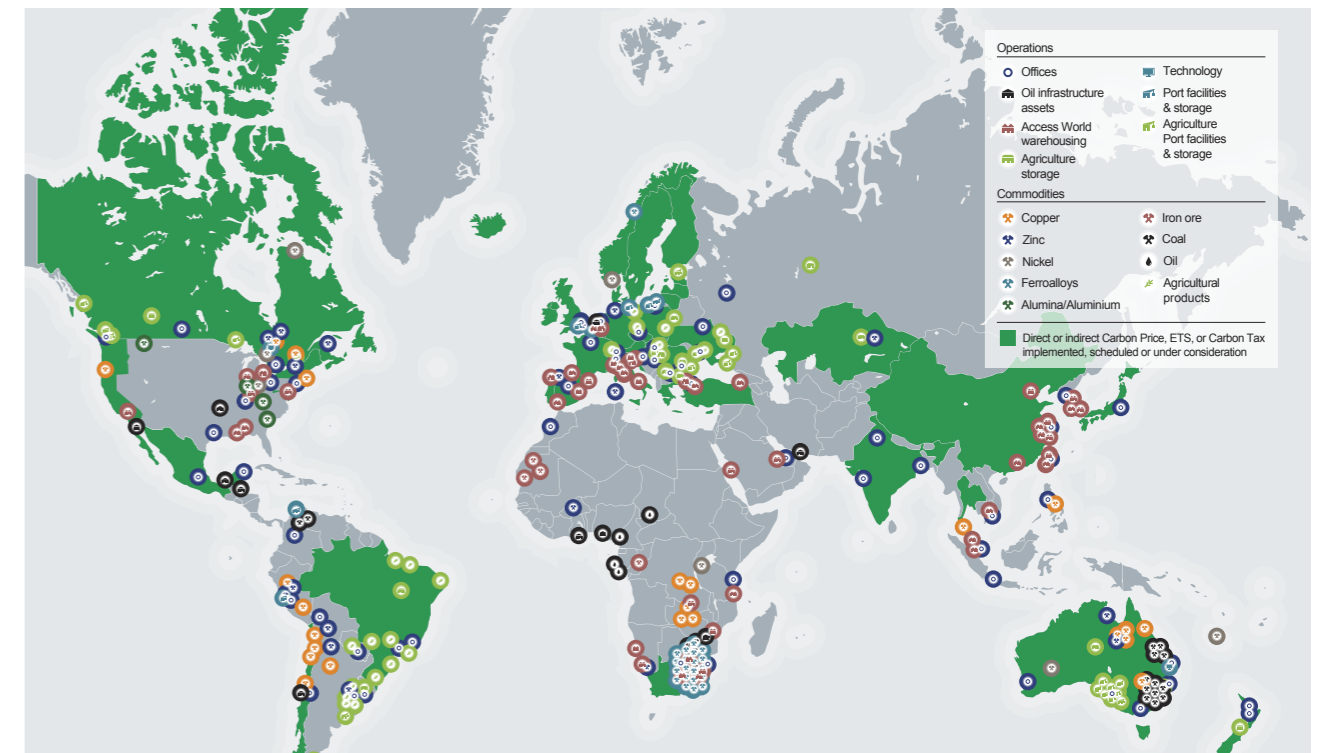 Operations
Offices
Oil infrastructure
assets
Access World
warehousing
Agriculture
storage
Technology
Port facilities
& storage
Agriculture
Port facilities
& storage
Commodities
Copper
Zinc
Nickel
Ferroalloys
Alumina/Aluminium
Iron ore
Coal
Oil
Agricultural
products
Direct or indirect Carbon Price, ETS, or Carbon Tax
implemented, scheduled or under consideration